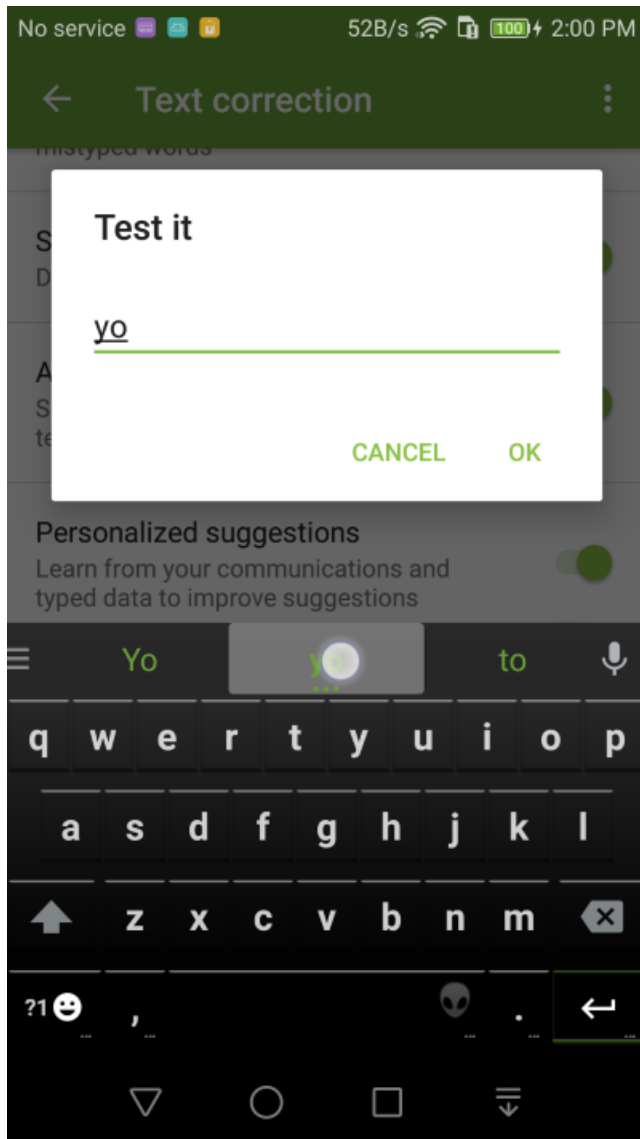 No service 52B/s 100 2:00 PM
Text correction
mistyped words
S
D
Test it
yo
A
S
te
CANCEL OK
Personalized suggestions
Learn from your communications and
typed data to improve suggestions
Yo yo to
q w e r t y u i o p
a s d f g h j k l
z x c v b n m
?1 , .